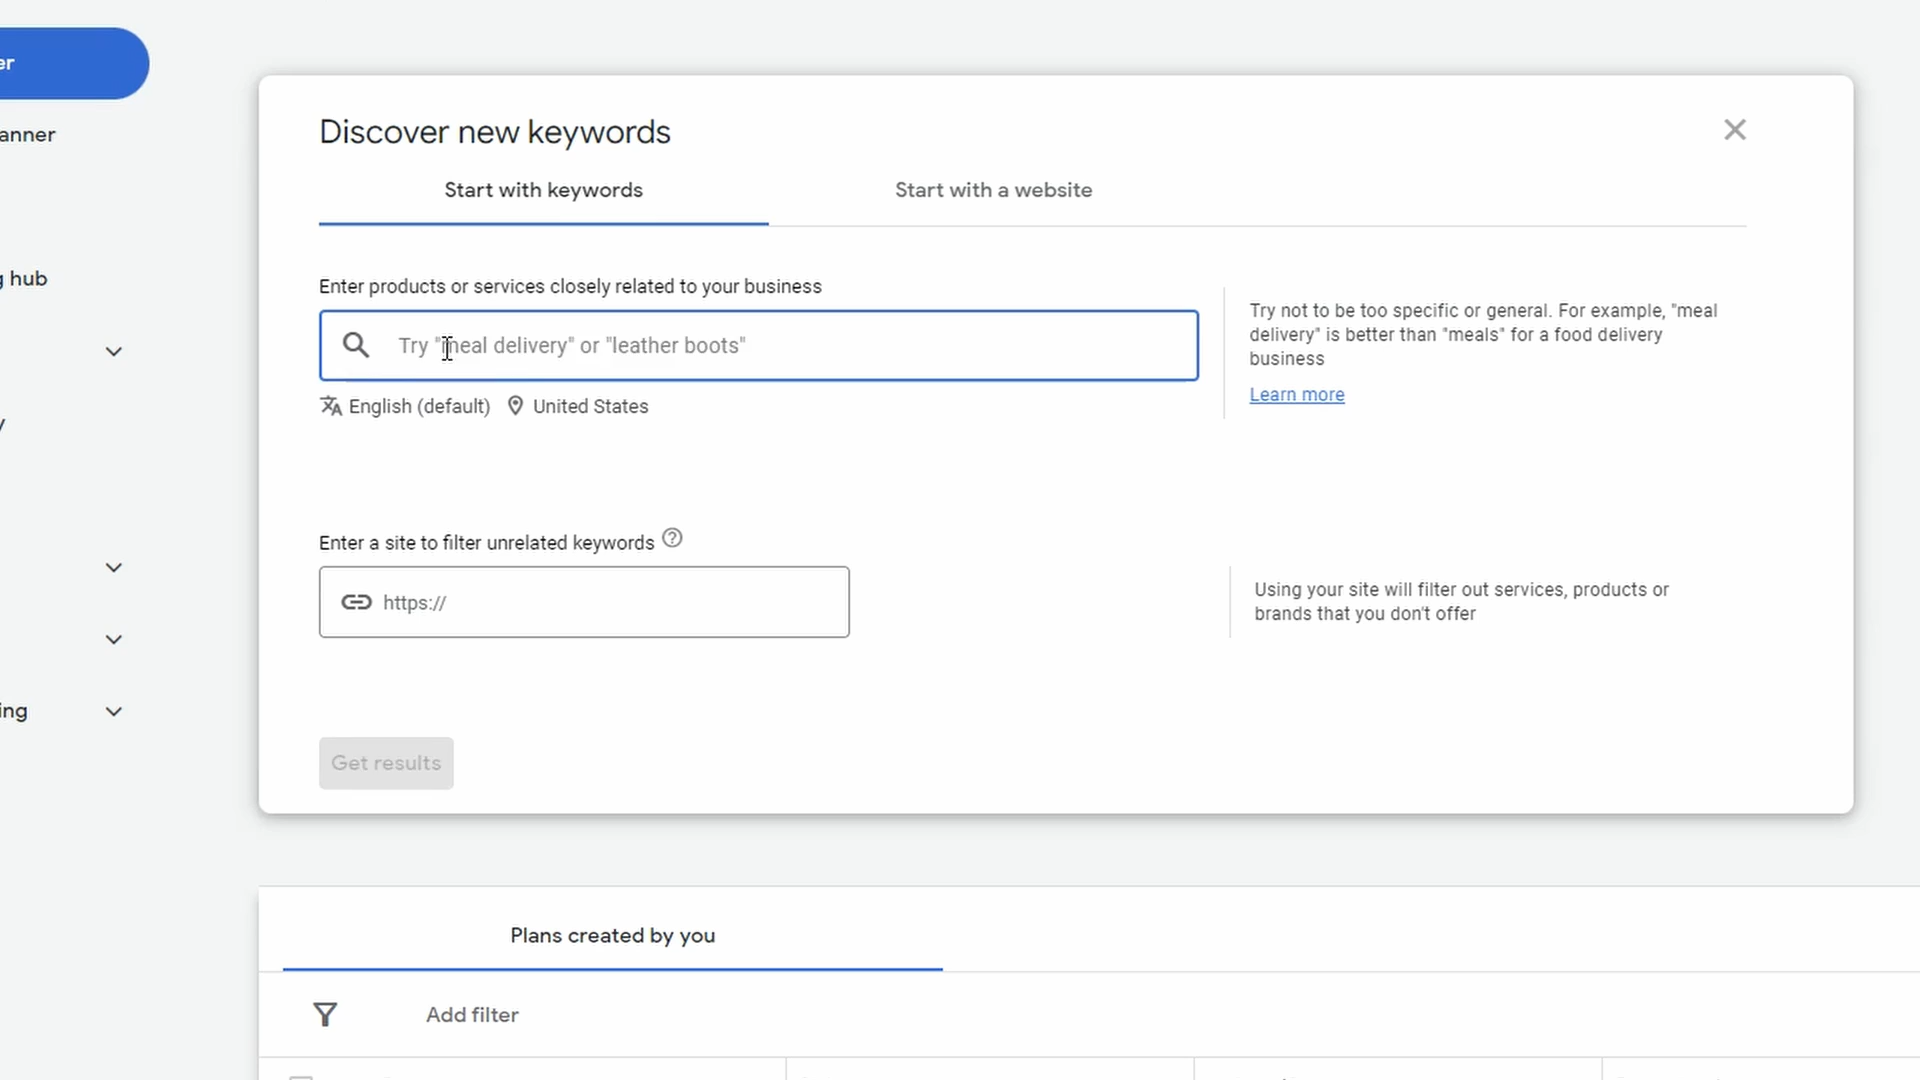 er
anner
g hub
y
ing
Discover new keywords
Start with keywords
Start with a website
Enter products or services closely related to your business
Try "meal delivery" or "leather boots"
English (default)
United States
Try not to be too specific or general. For example, "meal
delivery" is better than "meals" for a food delivery
business
Learn more
Enter a site to filter unrelated keywords
https://
Using your site will filter out services, products or
brands that you don't offer
Get results
Plans created by you
Add filter